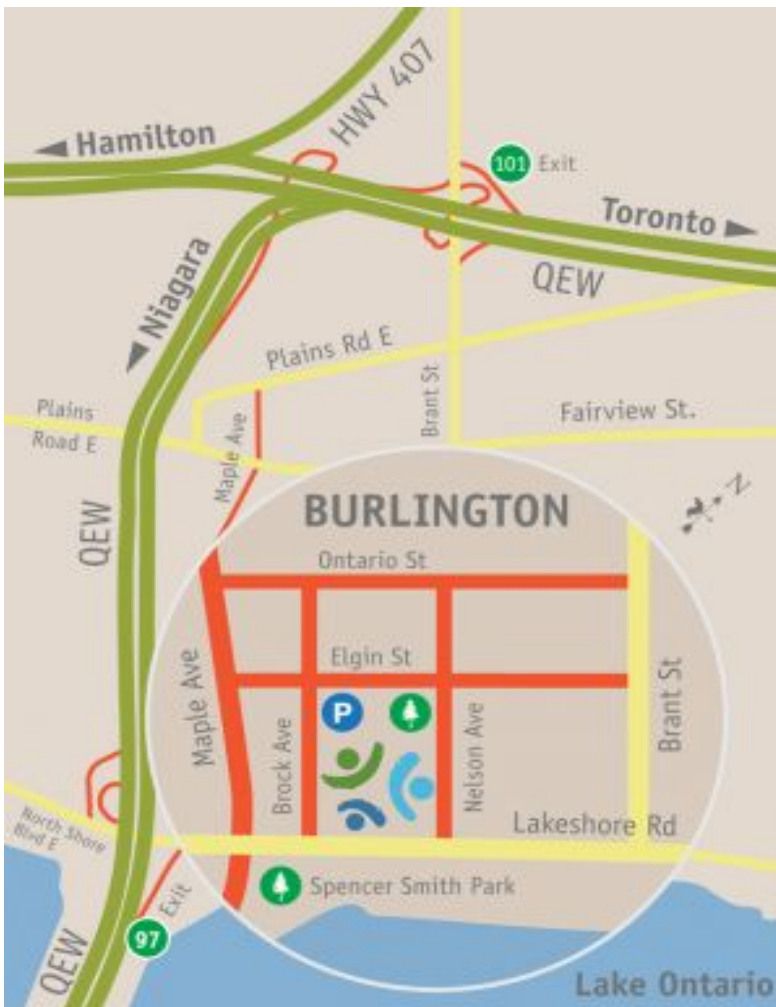 HWY 407
Hamilton
101 Exit
Toronto
QEW
Niagara
Plains Rd E
Brant St
Fairview St.
Plains
Road E
Maple Ave
QEW
N
BURLINGTON
Ontario St
Elgin St
Maple Ave
Brock Ave
P
Nelson Ave
Brant St
North Shore
Blvd E
Lakeshore Rd
Spencer Smith Park
97 Exit
QEW
Lake Ontario